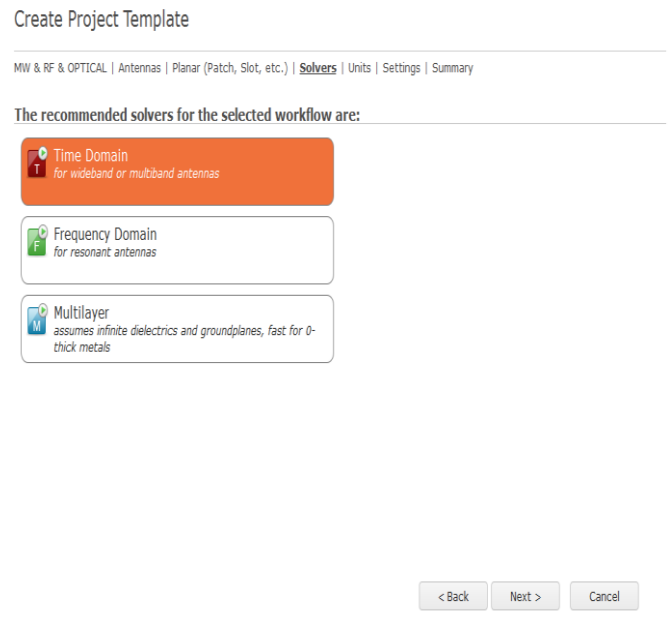 Create Project Template
MW & RF & OPTICAL | Antennas | Planar (Patch, Slot, etc.) | Solvers | Units | Settings | Summary
The recommended solvers for the selected workflow are:
T
Time Domain
for wideband or multiband antennas
F
Frequency Domain
for resonant antennas
M
Multilayer
assumes infinite dielectrics and groundplanes, fast for 0-
thick metals
< Back Next > Cancel